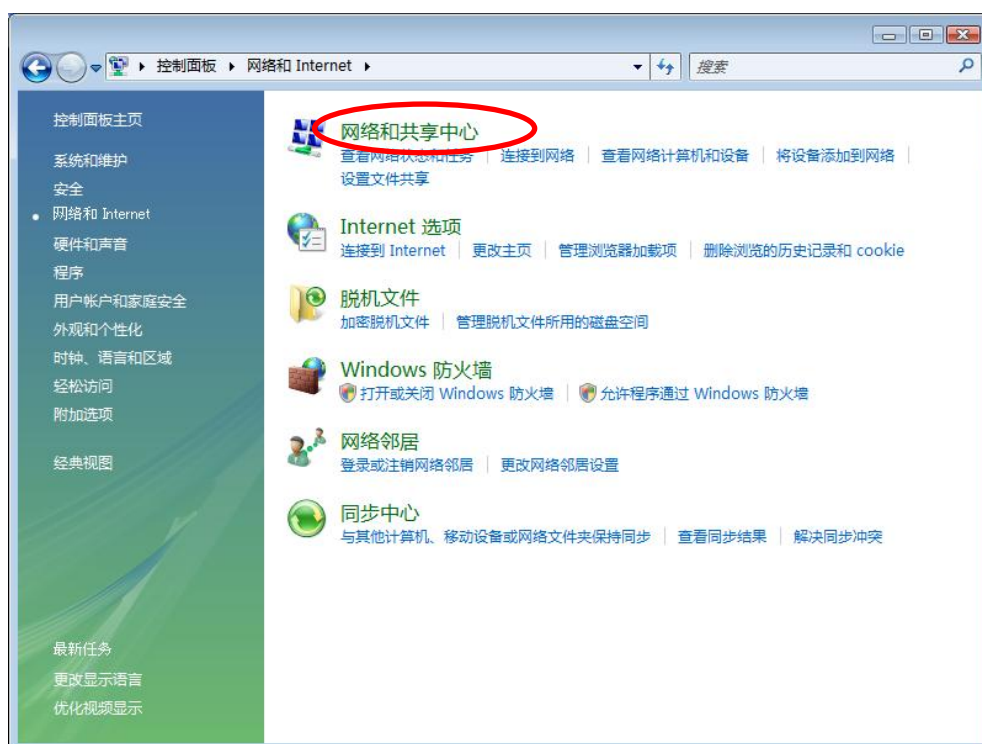 控制面板 网络和 Internet 搜索
控制面板主页
系统和维护
安全
网络和 Internet
硬件和声音
程序
用户帐户和家庭安全
外观和个性化
时钟、语言和区域
轻松访问
附加选项
经典视图
最新任务
更改显示语言
优化视频显示
网络和共享中心
查看网络状态和任务 连接到网络 查看网络计算机和设备 将设备添加到网络
设置文件共享
Internet 选项
连接到 Internet 更改主页 管理浏览器加载项 删除浏览的历史记录和 cookie
脱机文件
加密脱机文件 管理脱机文件所用的磁盘空间
Windows 防火墙
打开或关闭 Windows 防火墙 允许程序通过 Windows 防火墙
网络邻居
登录或注销网络邻居 更改网络邻居设置
同步中心
与其他计算机、移动设备或网络文件夹保持同步 查看同步结果 解决同步冲突